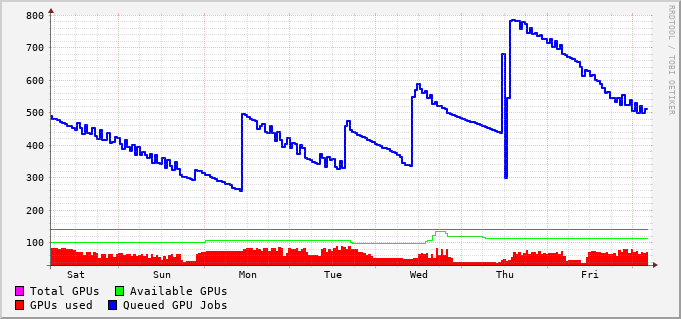 RRDTOOL / TOBI OETIKER
800
700
600
500
400
300
200
100
Sat Sun Mon Tue Wed Thu Fri
Total GPUs Available GPUs
GPUs used Queued GPU Jobs